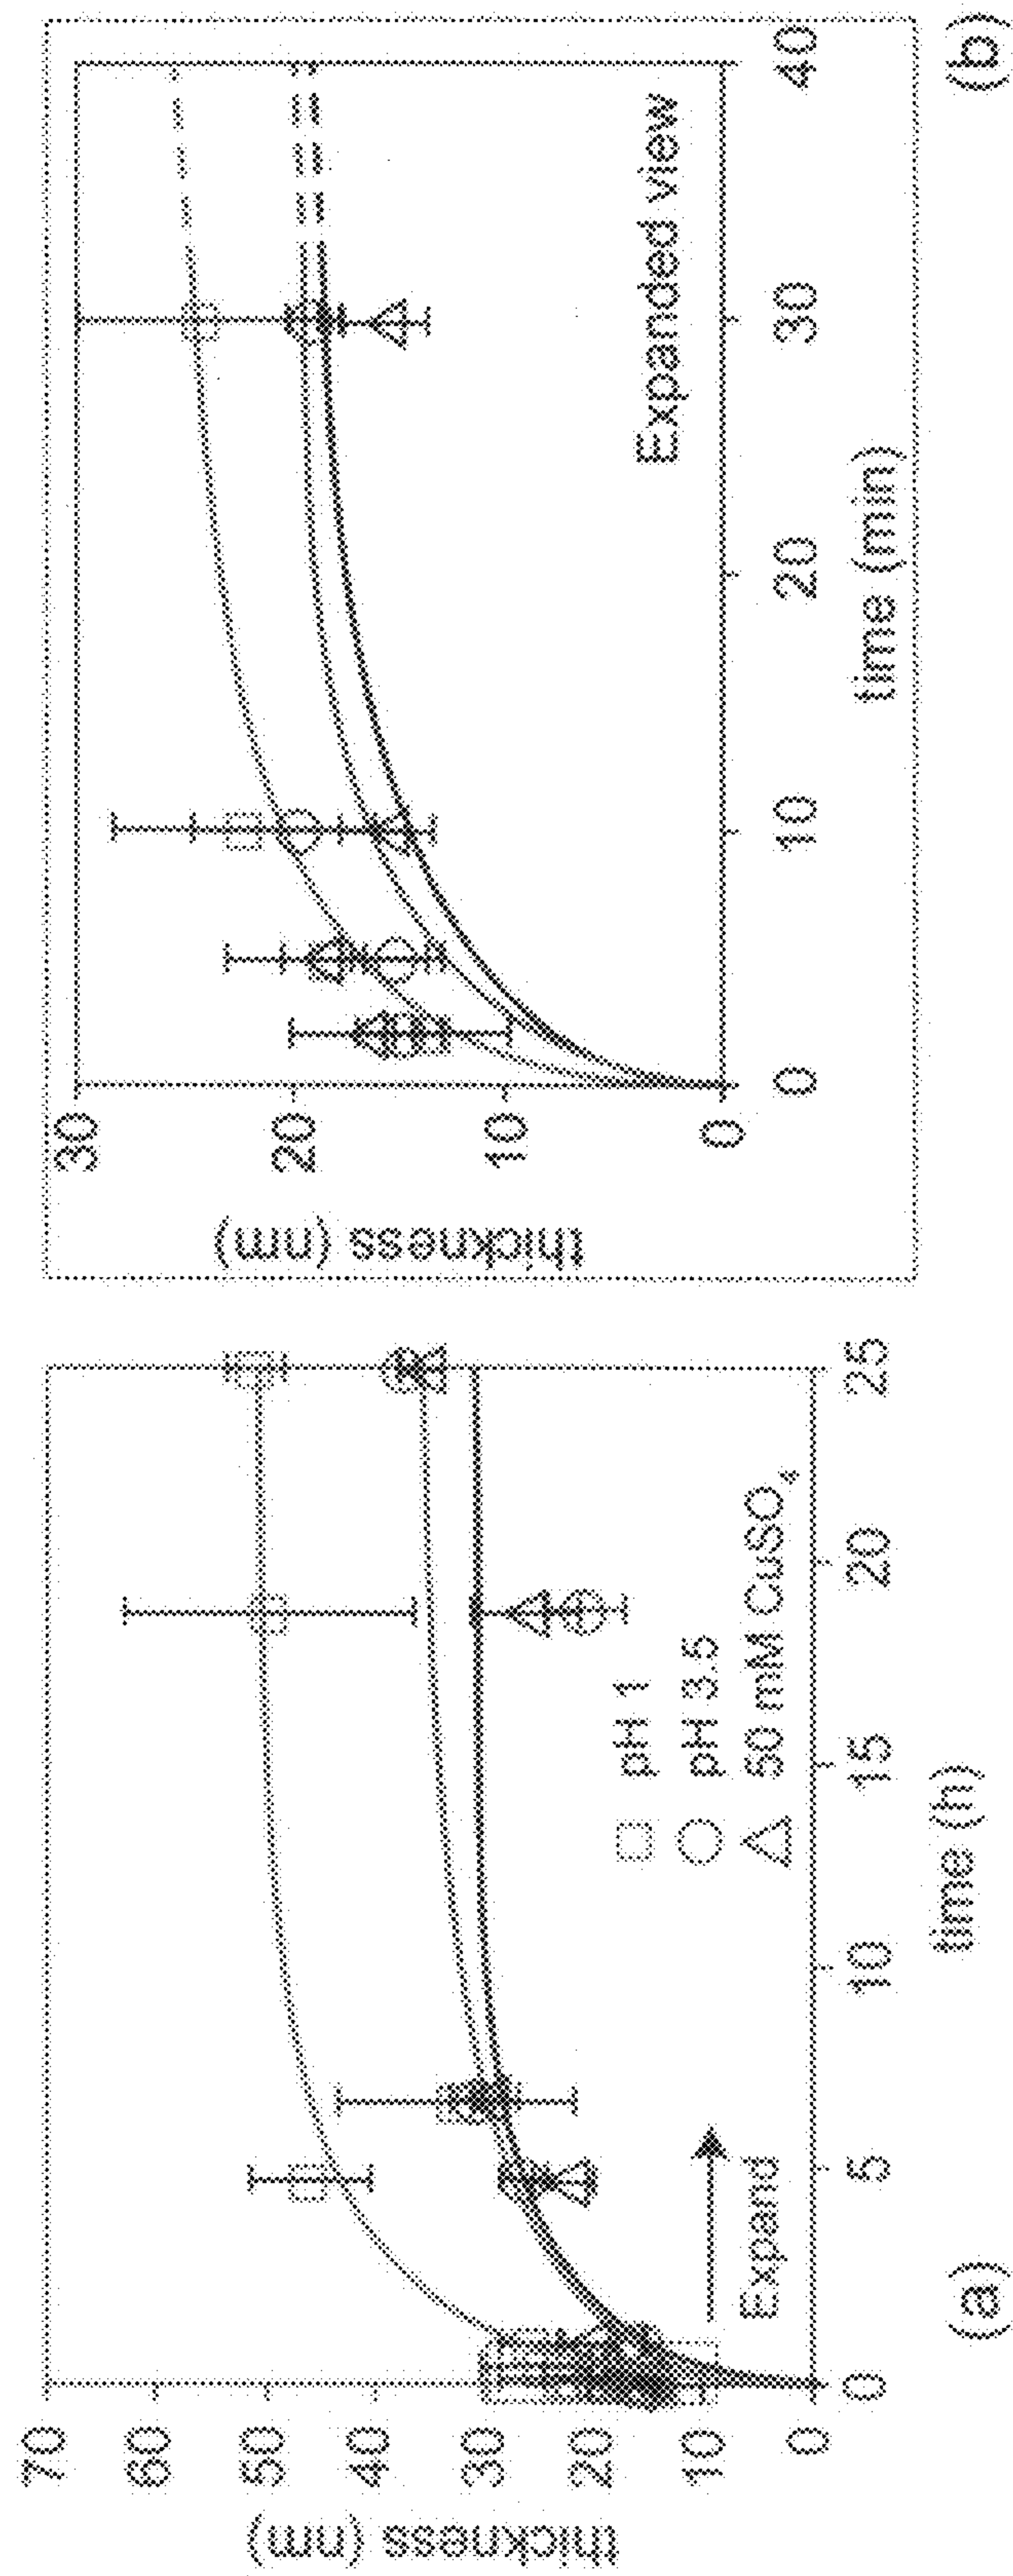 thickness (nm)
70
60
50
40
30
20
10
0
0
5
10
15
20
25
time (h)
pH 1
pH 3.5
50 mM CuSO₄
Expand
(a)
thickness (nm)
30
20
10
0
0
10
20
30
40
time (min)
Expanded view
(b)